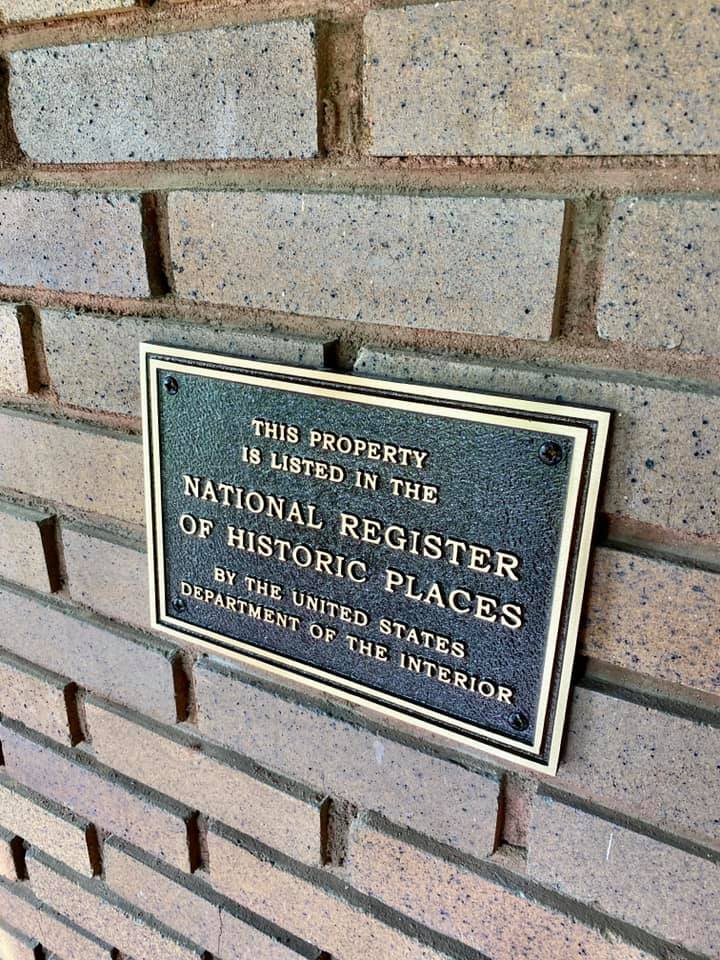 THIS PROPERTY
IS LISTED IN THE
NATIONAL REGISTER
OF HISTORIC PLACES
BY THE UNITED STATES
DEPARTMENT OF THE INTERIOR